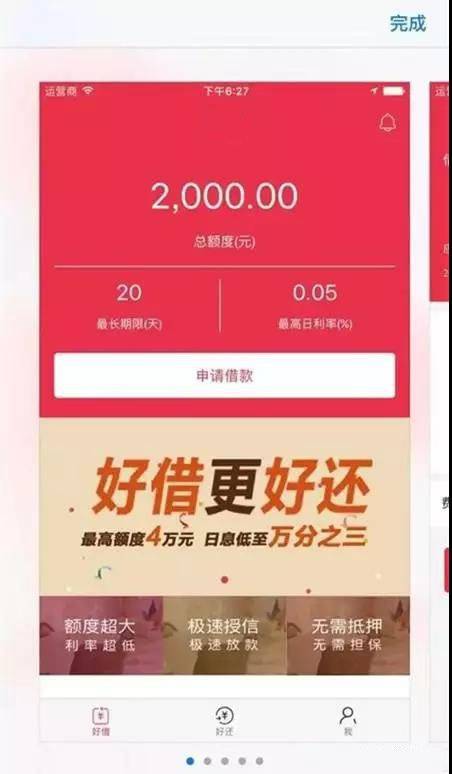 完成
运营商 下午6:27
2,000.00
总额度(元)
20 0.05
最长期限(天) 最高日利率(%)
申请借款
好借更好还
最高额度4万元 日息低至万分之三
额度超大 极速授信 无需抵押
利率超低 极速放款 无需担保
好借 好还 我